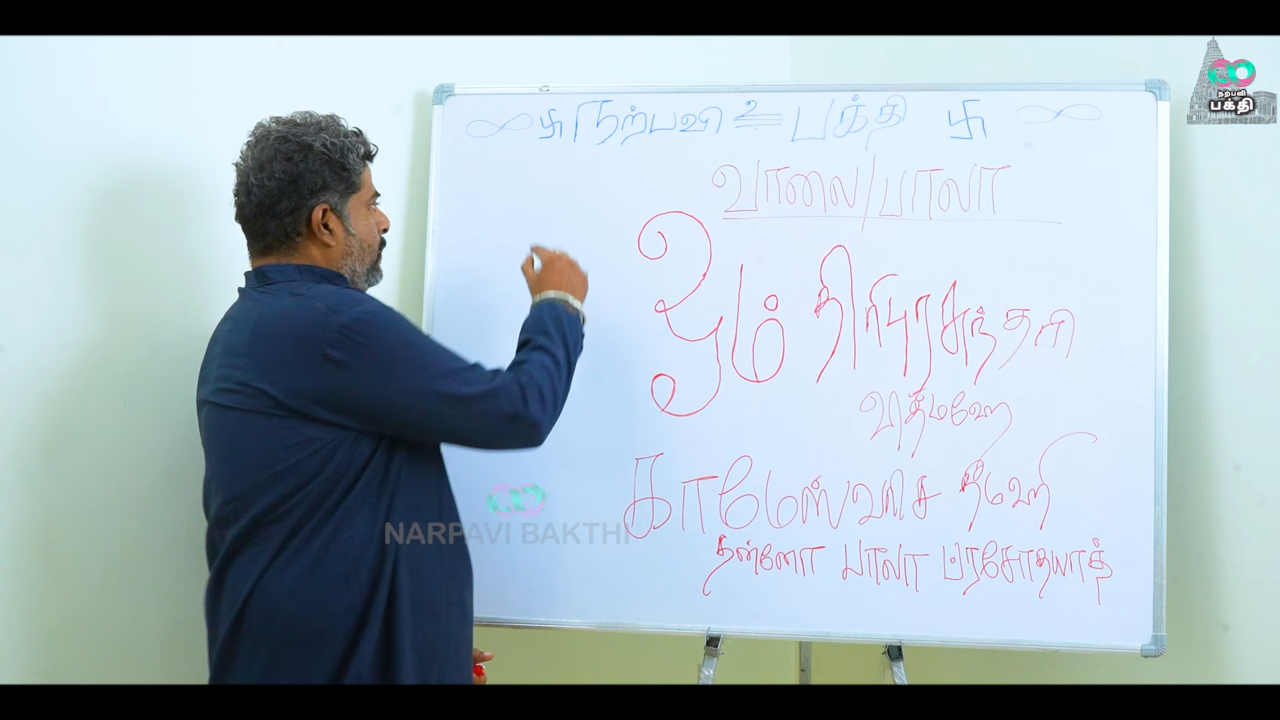 நற்பவி உ பக்தி
வாலை/பாலா
ஓம் திரிபுரசுந்தரி
வித்மஹே
காமேஸ்வரிச தீமஹி
தன்னோ பாலா ப்ரசோதயாத்
NARPAVI BAKTHI
நற்பவி
பக்தி